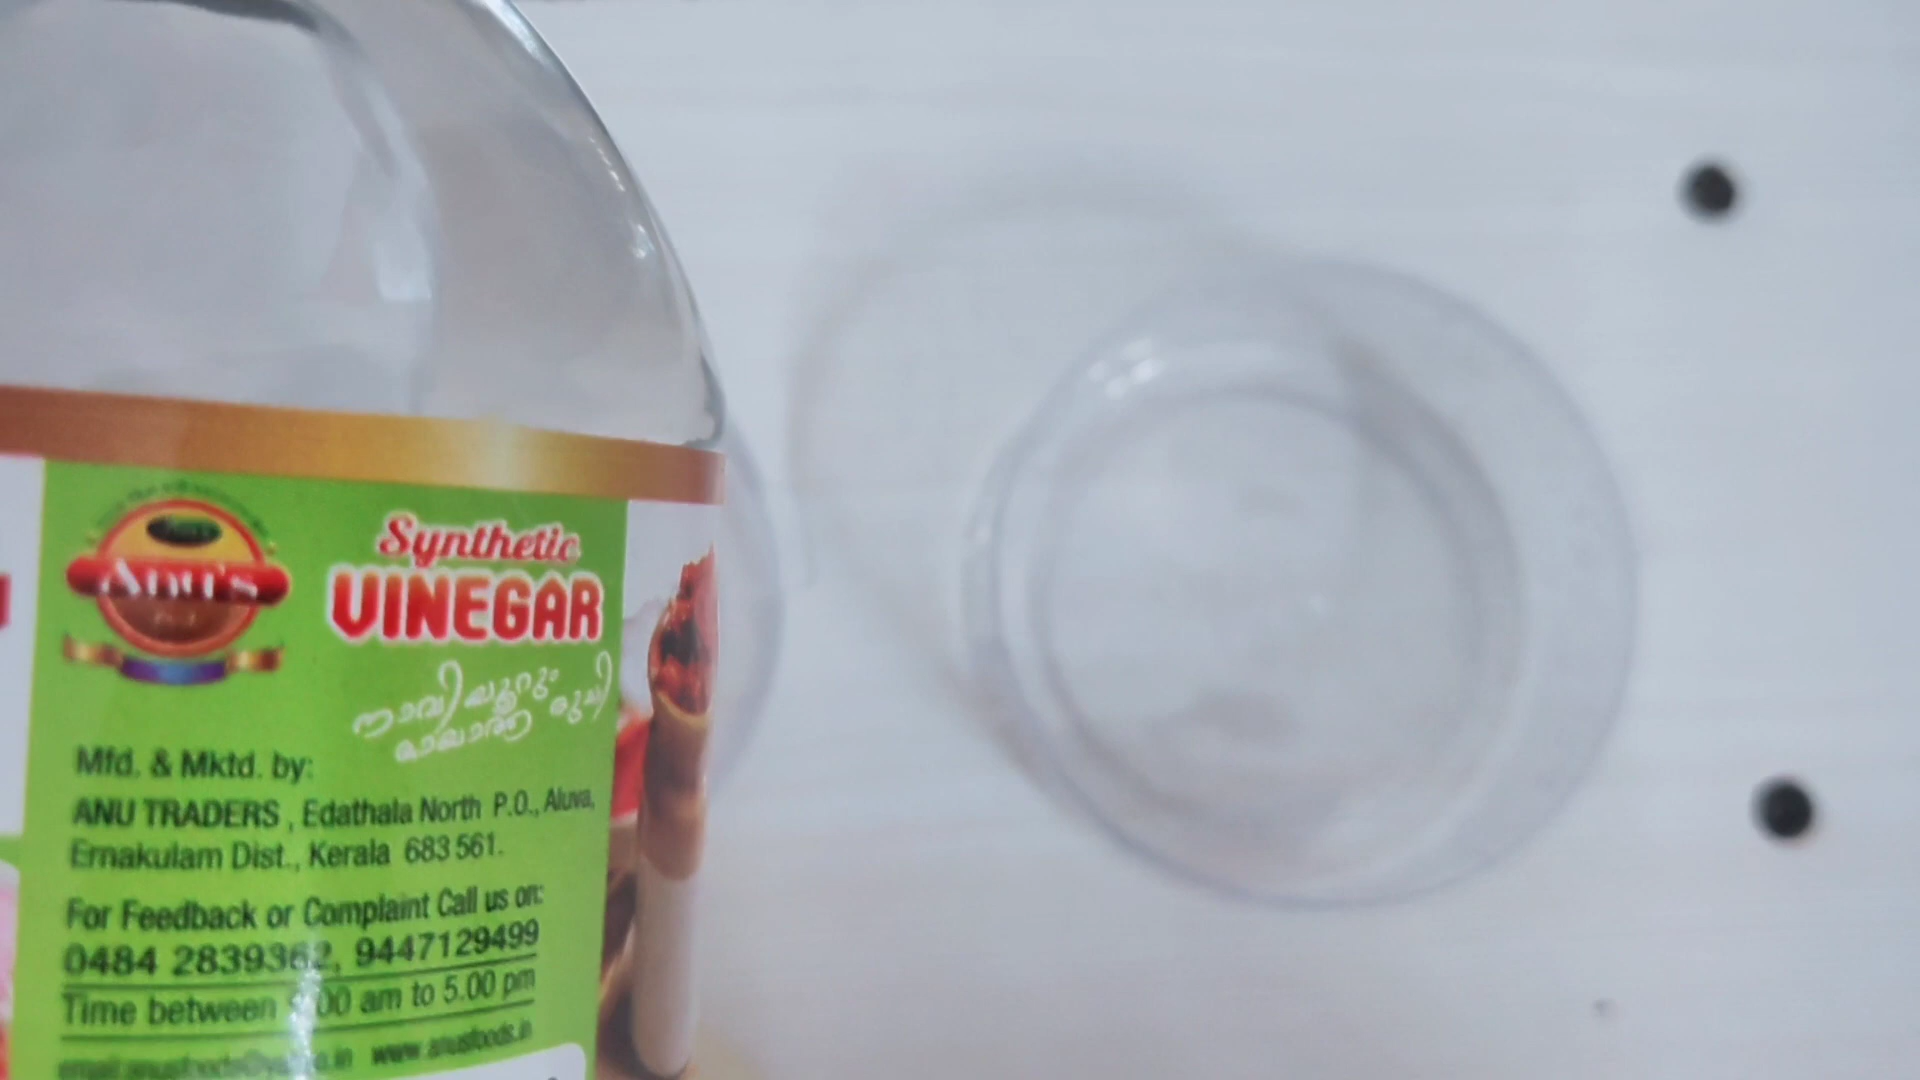 Anu's
Synthetic
VINEGAR
നാവിലൂറും രുചി
Mfd. & Mktd. by:
ANU TRADERS , Edathala North P.O., Aluva,
Ernakulam Dist., Kerala 683 561.
For Feedback or Complaint Call us on:
0484 2839362, 9447129499
Time between 00 am to 5.00 pm
www.anusfoods.in